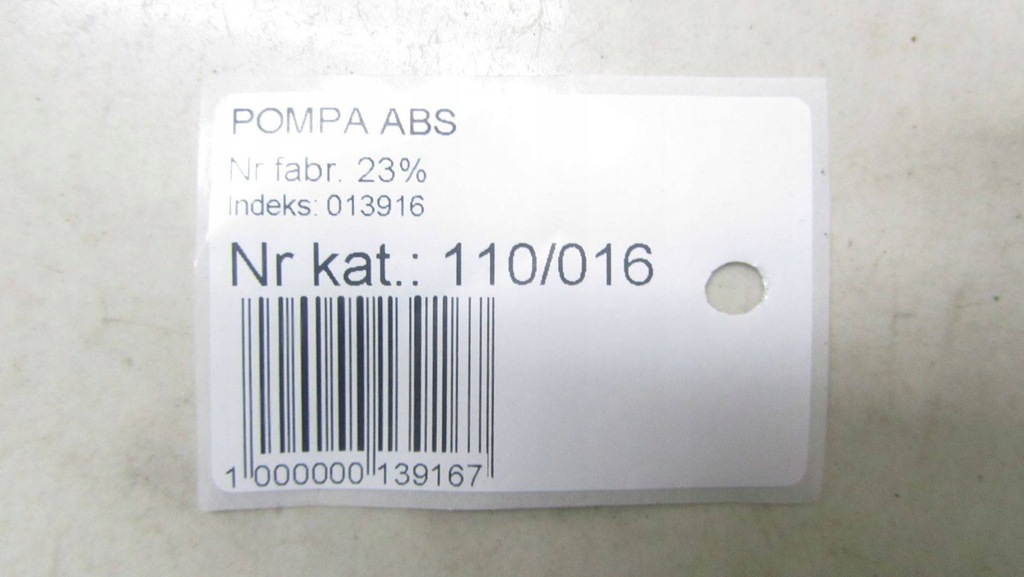 POMPA ABS
Nr fabr. 23%
Indeks: 013916
Nr kat.: 110/016
1 000000 139167